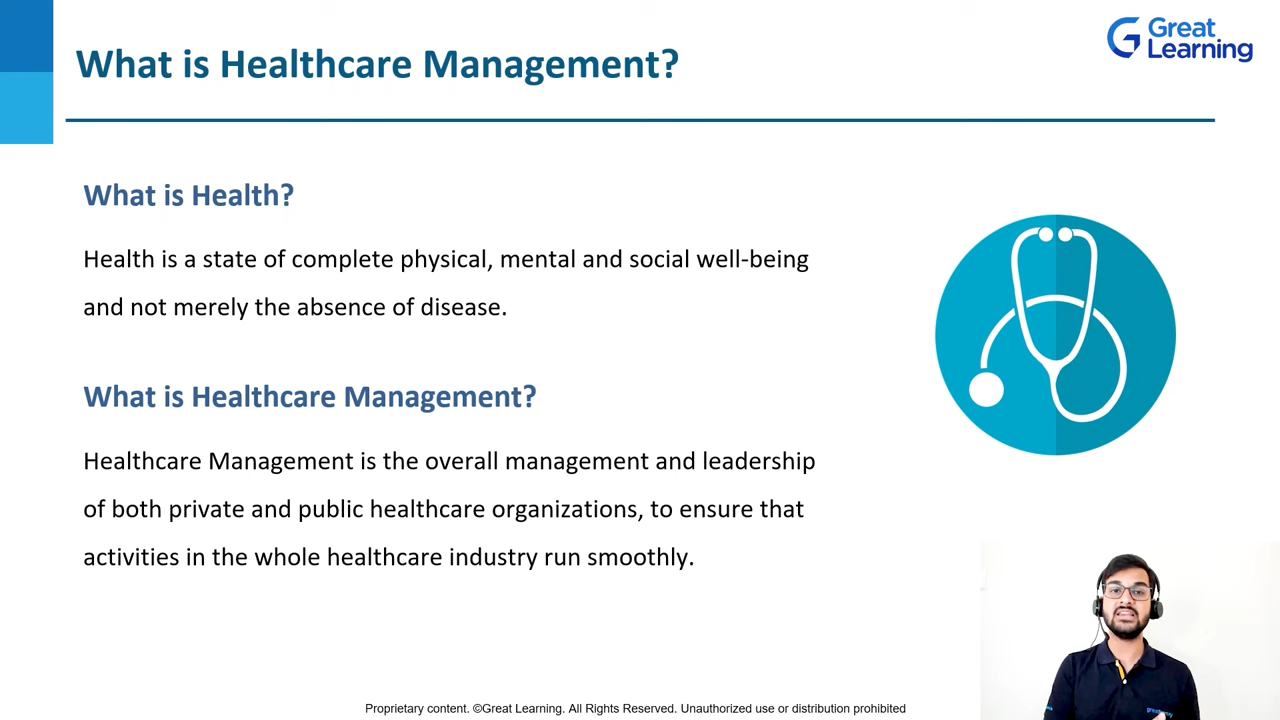 What is Healthcare Management?
Great
Learning
What is Health?
Health is a state of complete physical, mental and social well-being
and not merely the absence of disease.
What is Healthcare Management?
Healthcare Management is the overall management and leadership
of both private and public healthcare organizations, to ensure that
activities in the whole healthcare industry run smoothly.
Proprietary content. ©Great Learning. All Rights Reserved. Unauthorized use or distribution prohibited